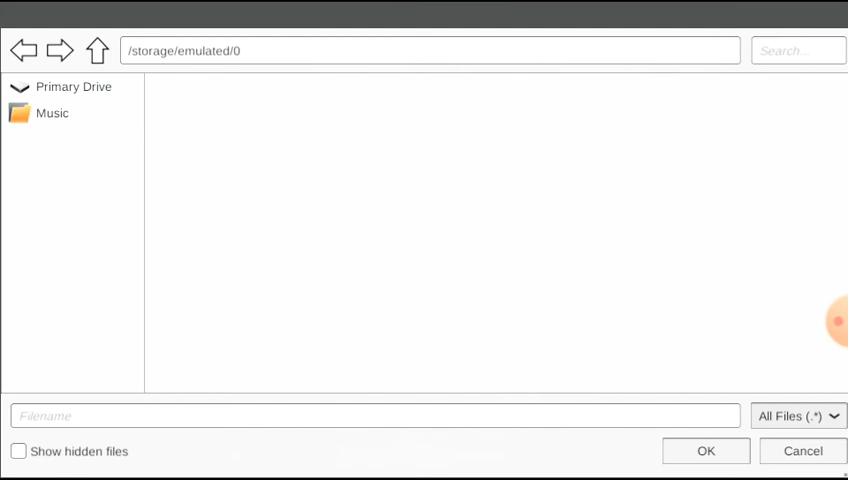 /storage/emulated/0
Search...
Primary Drive
Music
Filename
All Files (.*)
Show hidden files
OK
Cancel